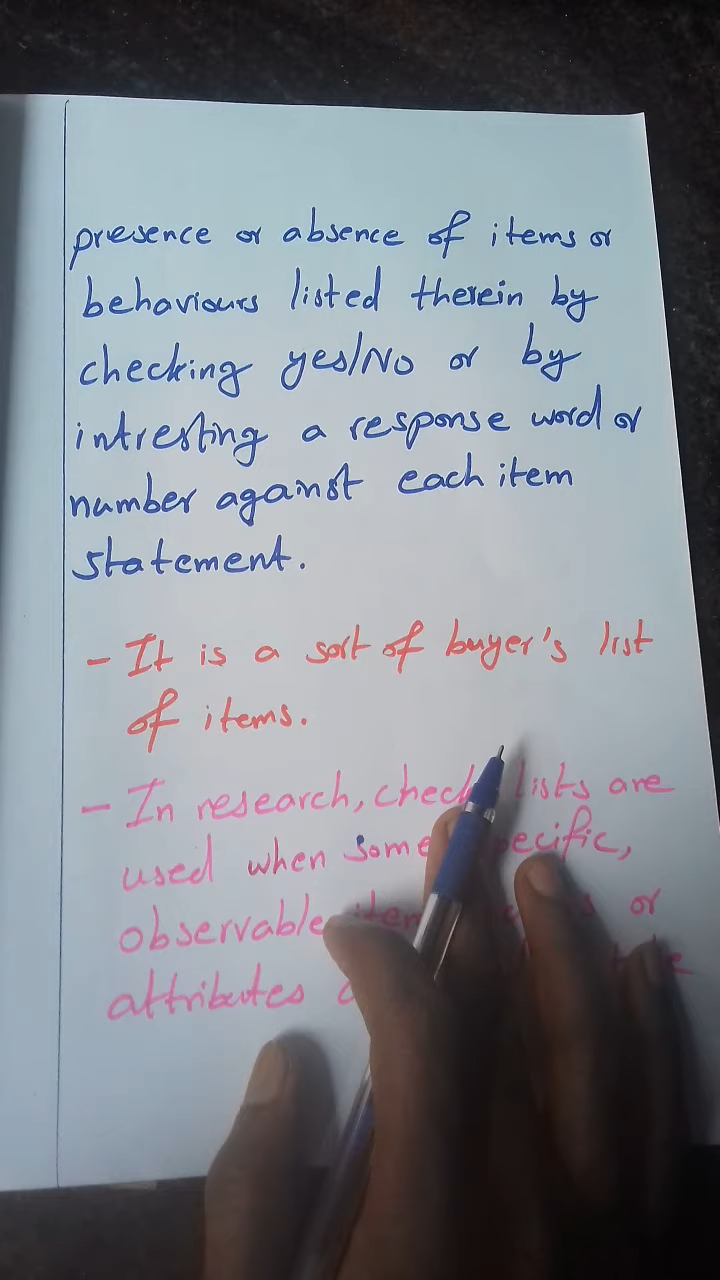 presence or absence of items or
behaviours listed therein by
checking yes/No or by
intresting a response word or
number against each item
statement.
- It is a sort of buyer's list
of items.
- In research, check lists are
used when some specific,
observable or
attributes